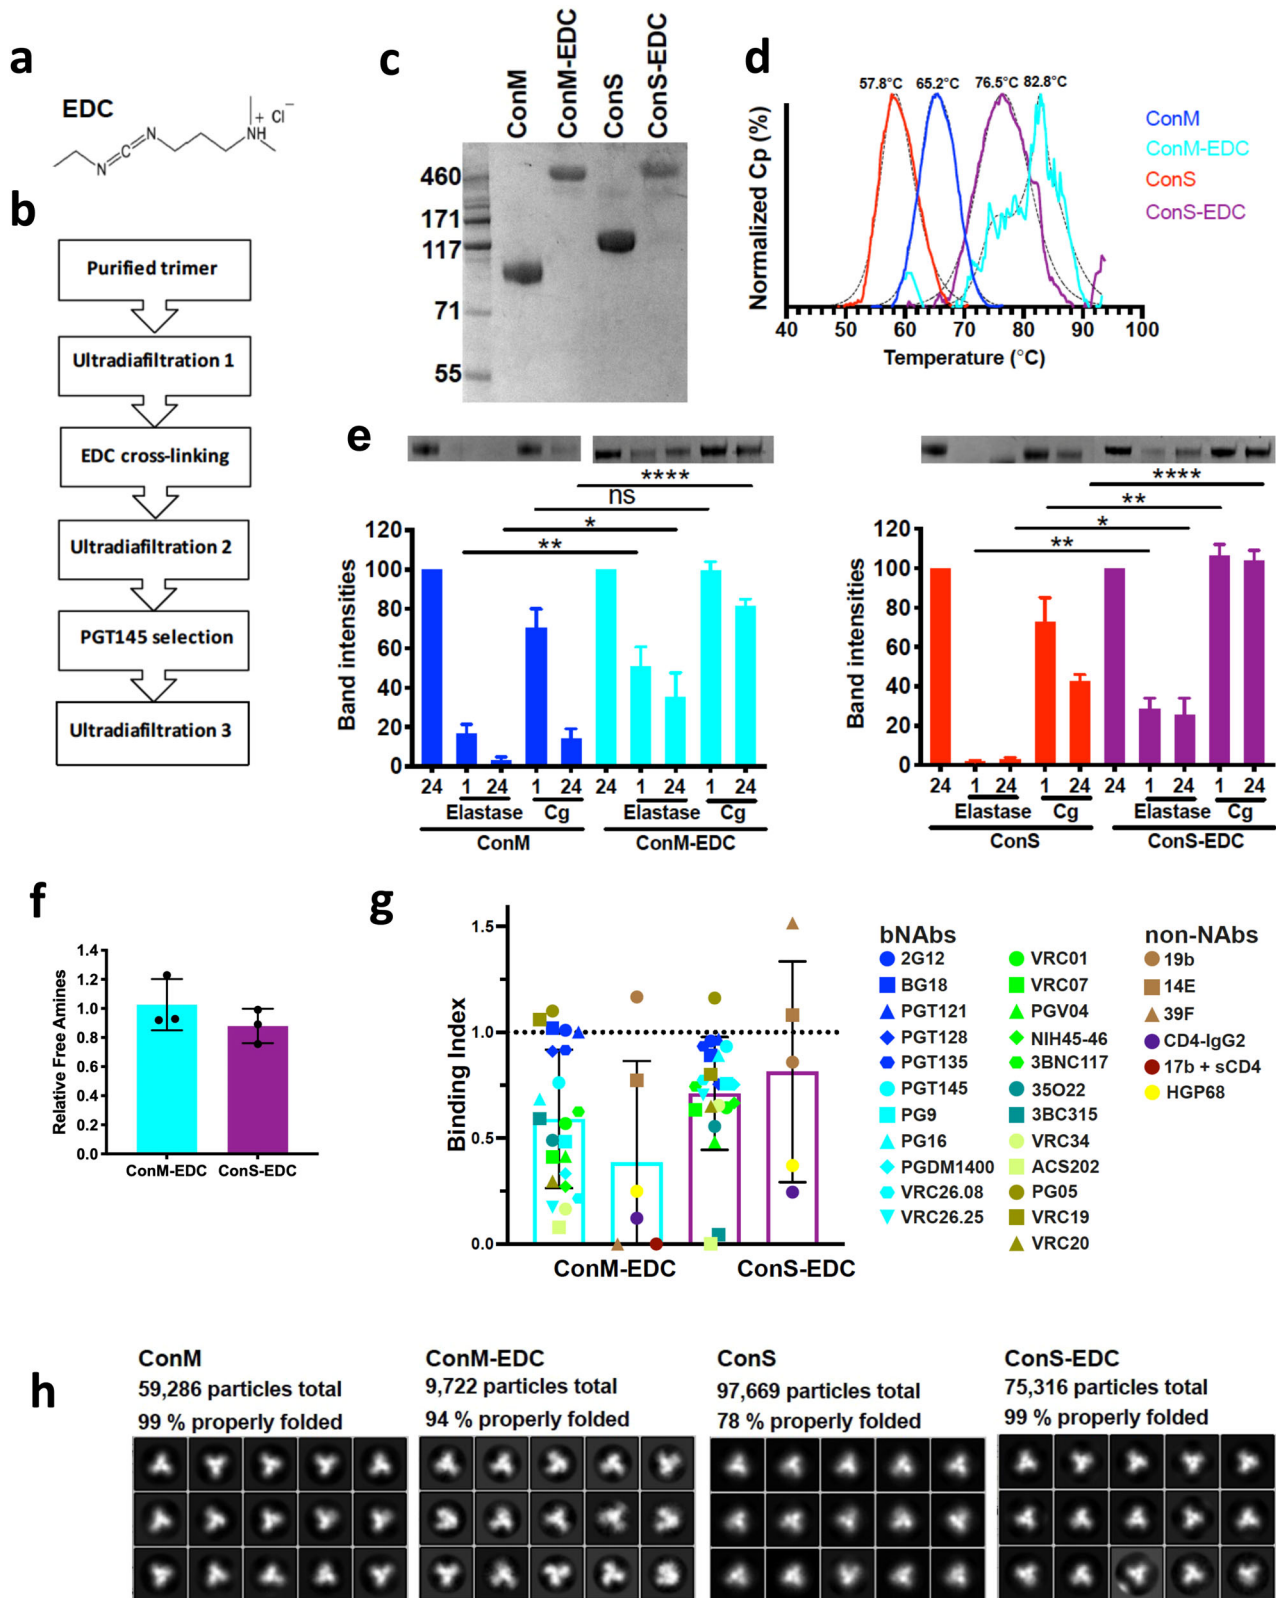 a
EDC
N
C
N
NH
+
Cl
−
b
Purified trimer
Ultradiafiltration 1
EDC cross-linking
Ultradiafiltration 2
PGT145 selection
Ultradiafiltration 3
c
ConM
ConM-EDC
ConS
ConS-EDC
460
171
117
71
55
d
57.8°C 65.2°C 76.5°C 82.8°C
Normalized Cp (%)
40 50 60 70 80 90 100
Temperature (°C)
ConM
ConM-EDC
ConS
ConS-EDC
e
****
ns
*
**
Band intensities
120
100
80
60
40
20
0
24 1 24 1 24 24 1 24 1 24
Elastase Cg Elastase Cg
ConM ConM-EDC
****
**
*
**
Band intensities
120
100
80
60
40
20
0
24 1 24 1 24 24 1 24 1 24
Elastase Cg Elastase Cg
ConS ConS-EDC
f
Relative Free Amines
1.4
1.2
1.0
0.8
0.6
0.4
0.2
0.0
ConM-EDC ConS-EDC
g
Binding Index
1.5
1.0
0.5
0.0
ConM-EDC ConS-EDC
bNAbs
2G12
BG18
PGT121
PGT128
PGT135
PGT145
PG9
PG16
PGDM1400
VRC26.08
VRC26.25
VRC01
VRC07
PGV04
NIH45-46
3BNC117
35O22
3BC315
VRC34
ACS202
PG05
VRC19
VRC20
non-NAbs
19b
14E
39F
CD4-IgG2
17b + sCD4
HGP68
h
ConM
59,286 particles total
99 % properly folded
ConM-EDC
9,722 particles total
94 % properly folded
ConS
97,669 particles total
78 % properly folded
ConS-EDC
75,316 particles total
99 % properly folded